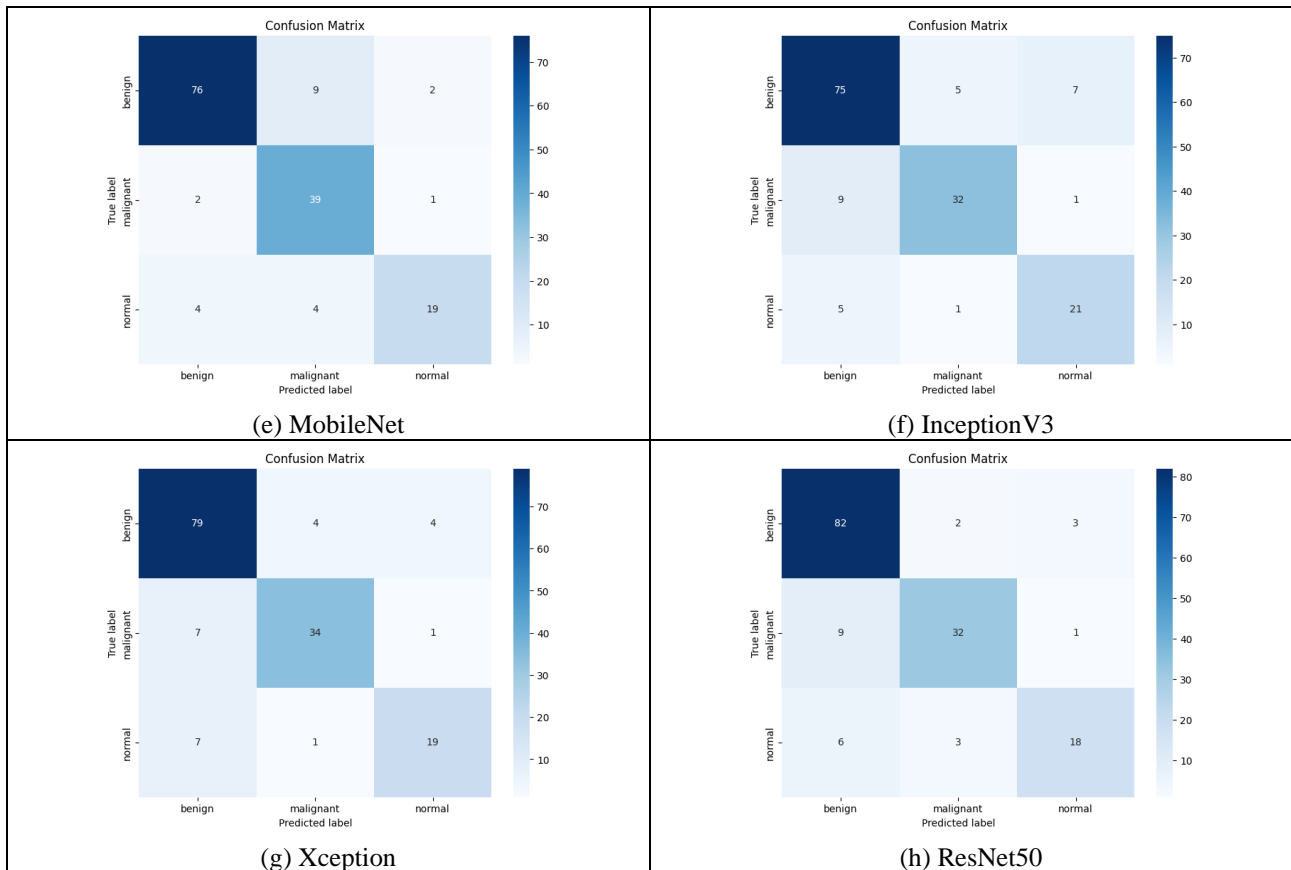 Confusion Matrix
benign
True label
malignant
normal
76 9 2
2 39 1
4 4 19
benign malignant normal
Predicted label
70
60
50
40
30
20
10
(e) MobileNet
Confusion Matrix
benign
True label
malignant
normal
75 5 7
9 32 1
5 1 21
benign malignant normal
Predicted label
70
60
50
40
30
20
10
(f) InceptionV3
Confusion Matrix
benign
True label
malignant
normal
79 4 4
7 34 1
7 1 19
benign malignant normal
Predicted label
70
60
50
40
30
20
10
(g) Xception
Confusion Matrix
benign
True label
malignant
normal
82 2 3
9 32 1
6 3 18
benign malignant normal
Predicted label
80
70
60
50
40
30
20
10
(h) ResNet50